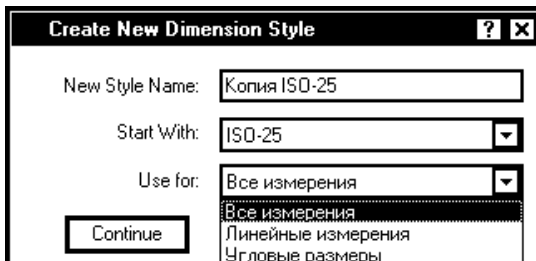 Create New Dimension Style ? X
New Style Name: Копия ISO-25
Start With: ISO-25
Use for: Все измерения
Все измерения
Continue Линейные измерения
Угловые размеры